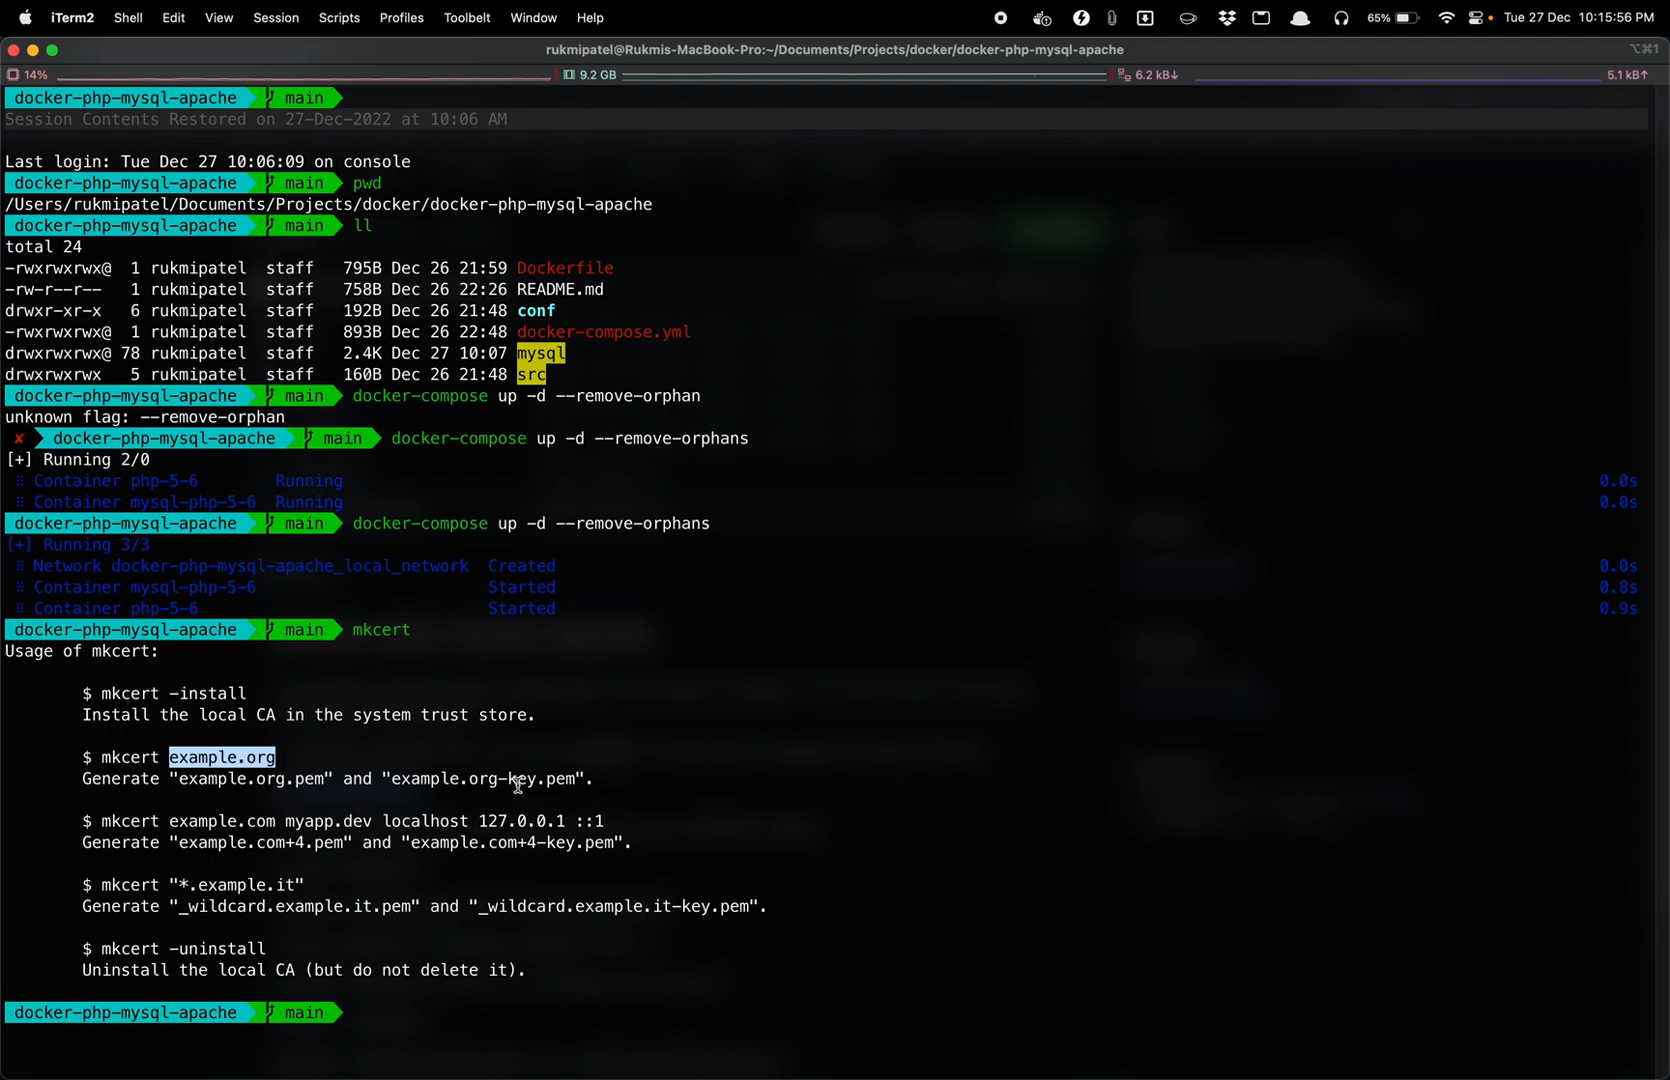 iTerm2 Shell Edit View Session Scripts Profiles Toolbelt Window Help 65% Tue 27 Dec 10:15:56 PM
rukmipatel@Rukmis-MacBook-Pro:~/Documents/Projects/docker/docker-php-mysql-apache ⌥⌘1
14% 9.2 GB 6.2 kB↓ 5.1 kB↑
docker-php-mysql-apache main
Session Contents Restored on 27-Dec-2022 at 10:06 AM
Last login: Tue Dec 27 10:06:09 on console
docker-php-mysql-apache main pwd
/Users/rukmipatel/Documents/Projects/docker/docker-php-mysql-apache
docker-php-mysql-apache main ll
total 24
-rwxrwxrwx@ 1 rukmipatel staff 795B Dec 26 21:59 Dockerfile
-rw-r--r-- 1 rukmipatel staff 758B Dec 26 22:26 README.md
drwxr-xr-x 6 rukmipatel staff 192B Dec 26 21:48 conf
-rwxrwxrwx@ 1 rukmipatel staff 893B Dec 26 22:48 docker-compose.yml
drwxrwxrwx@ 78 rukmipatel staff 2.4K Dec 27 10:07 mysql
drwxrwxrwx 5 rukmipatel staff 160B Dec 26 21:48 src
docker-php-mysql-apache main docker-compose up -d --remove-orphan
unknown flag: --remove-orphan
✘ docker-php-mysql-apache main docker-compose up -d --remove-orphans
[+] Running 2/0
⠿ Container php-5-6 Running 0.0s
⠿ Container mysql-php-5-6 Running 0.0s
docker-php-mysql-apache main docker-compose up -d --remove-orphans
[+] Running 3/3
⠿ Network docker-php-mysql-apache_local_network Created 0.0s
⠿ Container mysql-php-5-6 Started 0.8s
⠿ Container php-5-6 Started 0.9s
docker-php-mysql-apache main mkcert
Usage of mkcert:
$ mkcert -install
Install the local CA in the system trust store.
$ mkcert example.org
Generate "example.org.pem" and "example.org-key.pem".
$ mkcert example.com myapp.dev localhost 127.0.0.1 ::1
Generate "example.com+4.pem" and "example.com+4-key.pem".
$ mkcert "*.example.it"
Generate "_wildcard.example.it.pem" and "_wildcard.example.it-key.pem".
$ mkcert -uninstall
Uninstall the local CA (but do not delete it).
docker-php-mysql-apache main